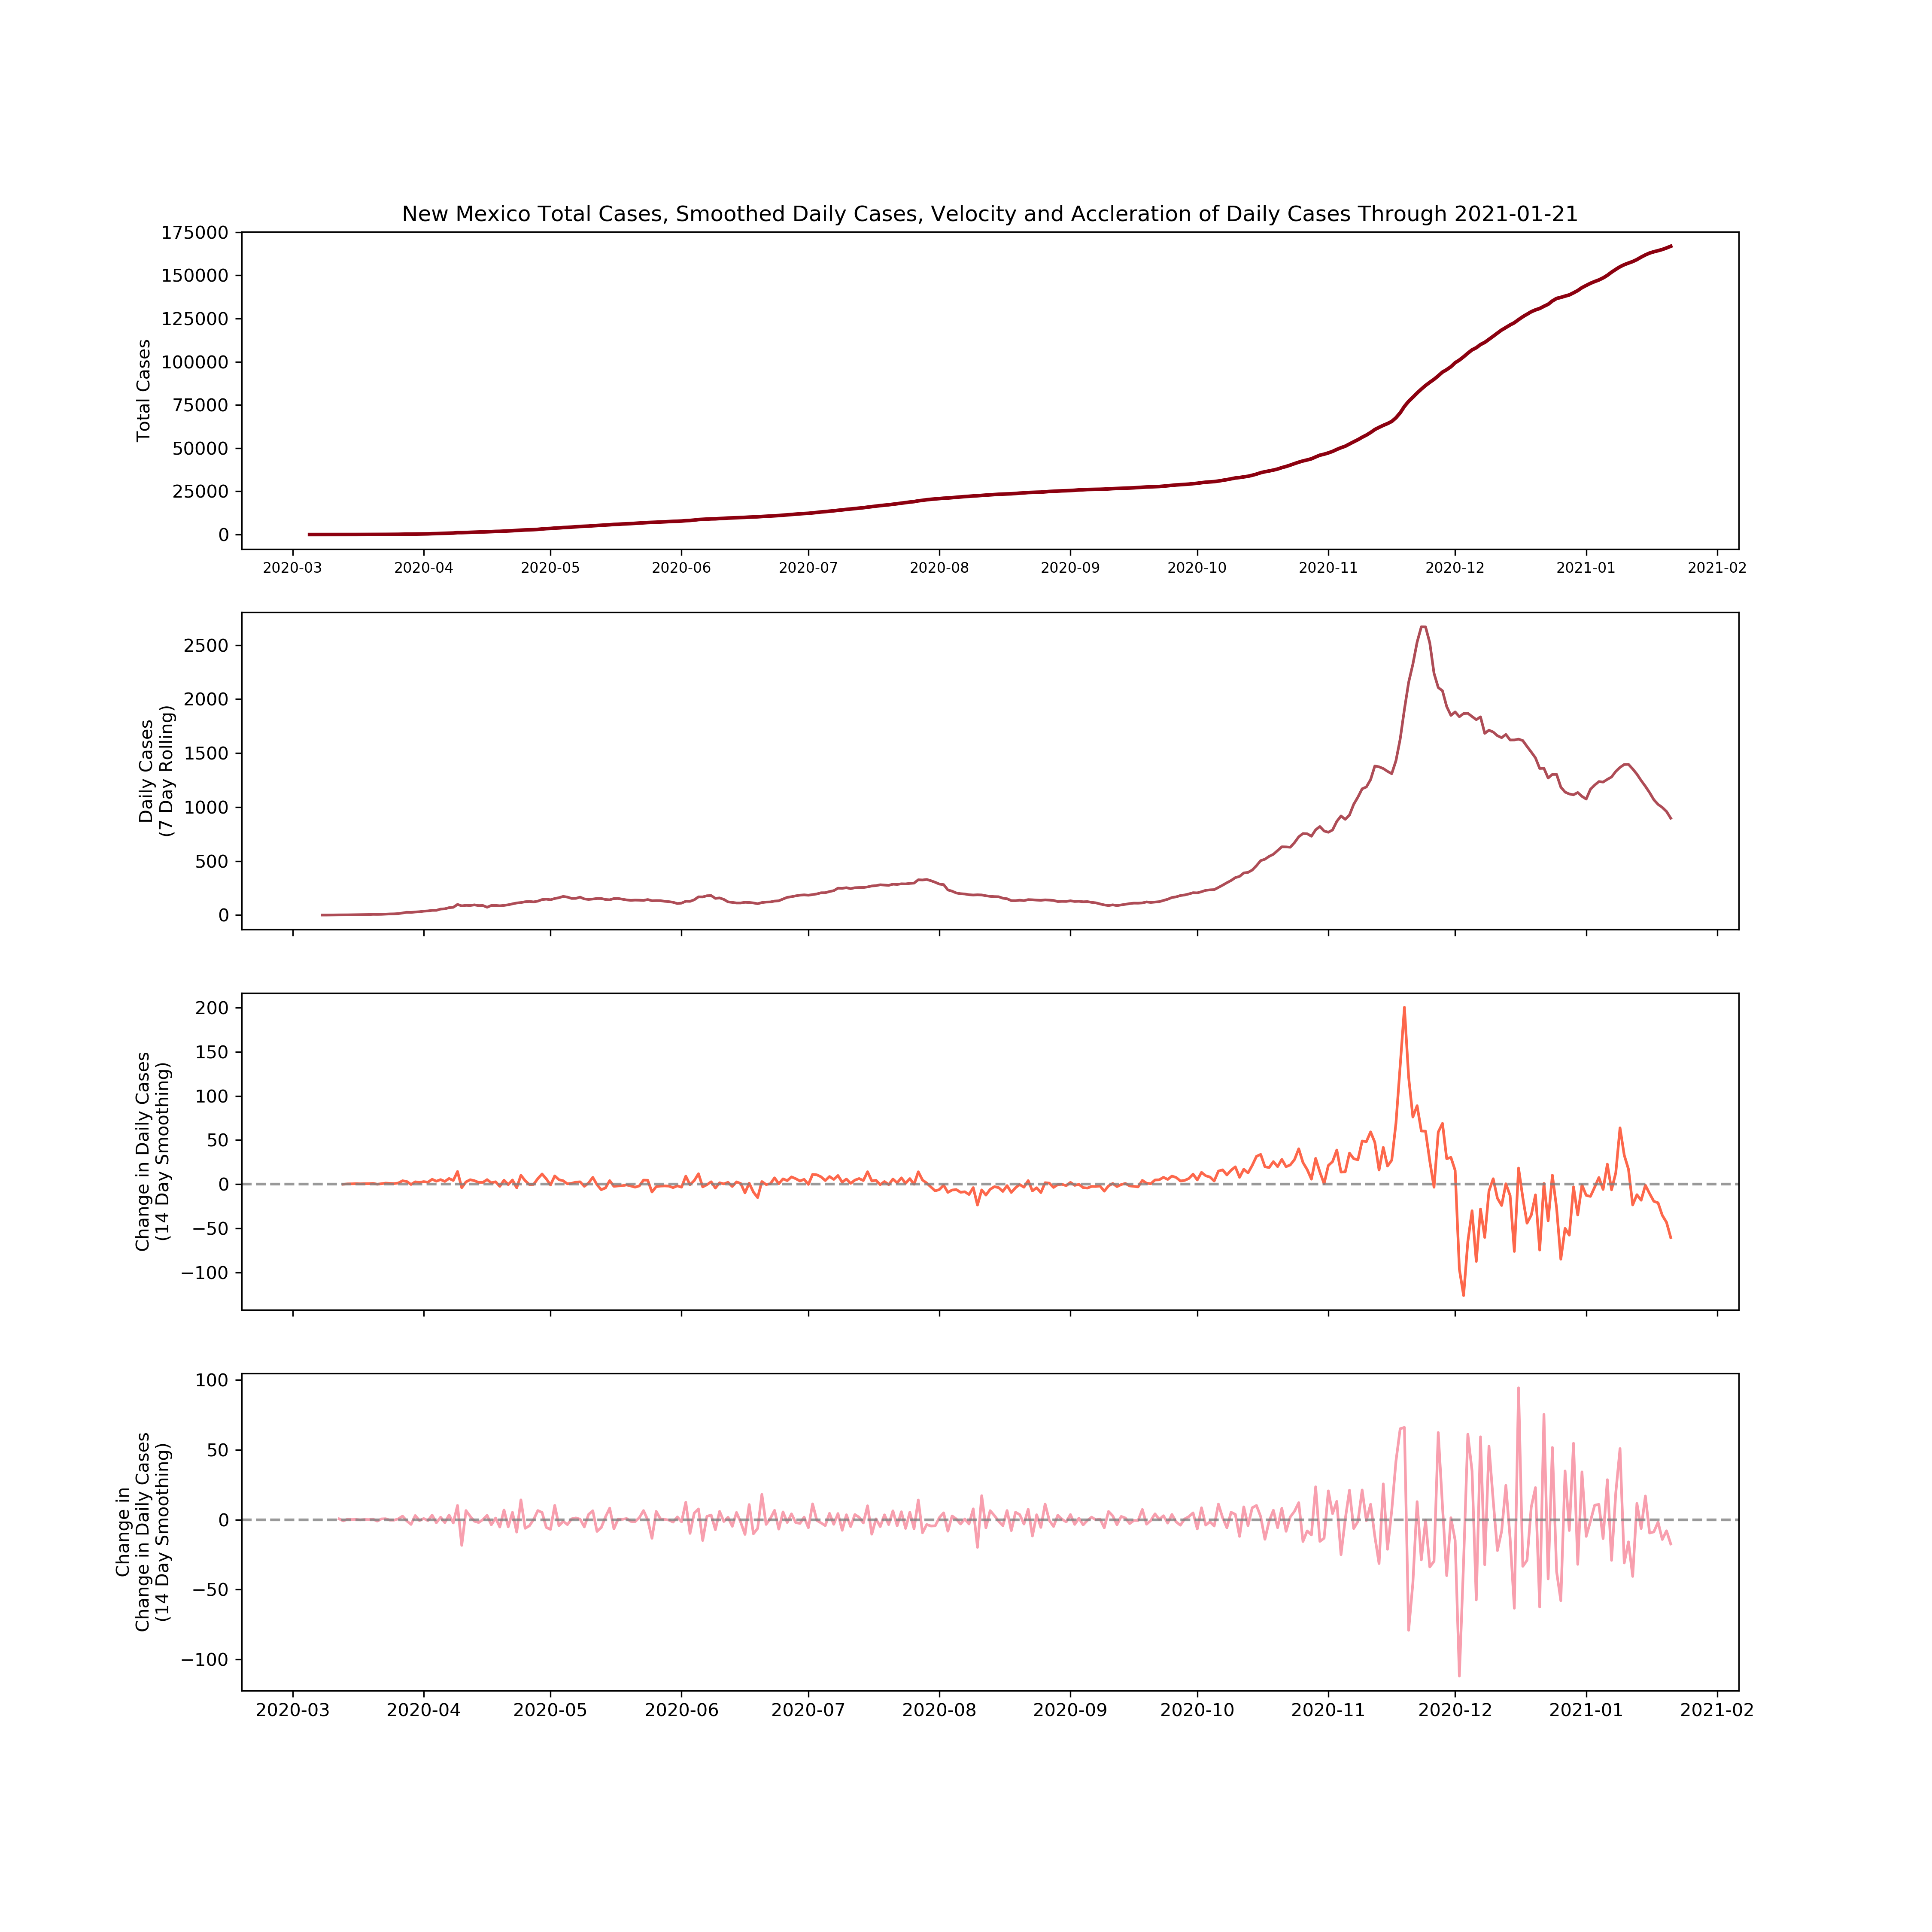 New Mexico Total Cases, Smoothed Daily Cases, Velocity and Accleration of Daily Cases Through 2021-01-21
175000
150000
125000
100000
75000
50000
25000
0
Total Cases
2020-03 2020-04 2020-05 2020-06 2020-07 2020-08 2020-09 2020-10 2020-11 2020-12 2021-01 2021-02
2500
2000
1500
1000
500
0
Daily Cases
(7 Day Rolling)
200
150
100
50
0
−50
−100
Change in Daily Cases
(14 Day Smoothing)
100
50
0
−50
−100
Change in
Change in Daily Cases
(14 Day Smoothing)
2020-03 2020-04 2020-05 2020-06 2020-07 2020-08 2020-09 2020-10 2020-11 2020-12 2021-01 2021-02